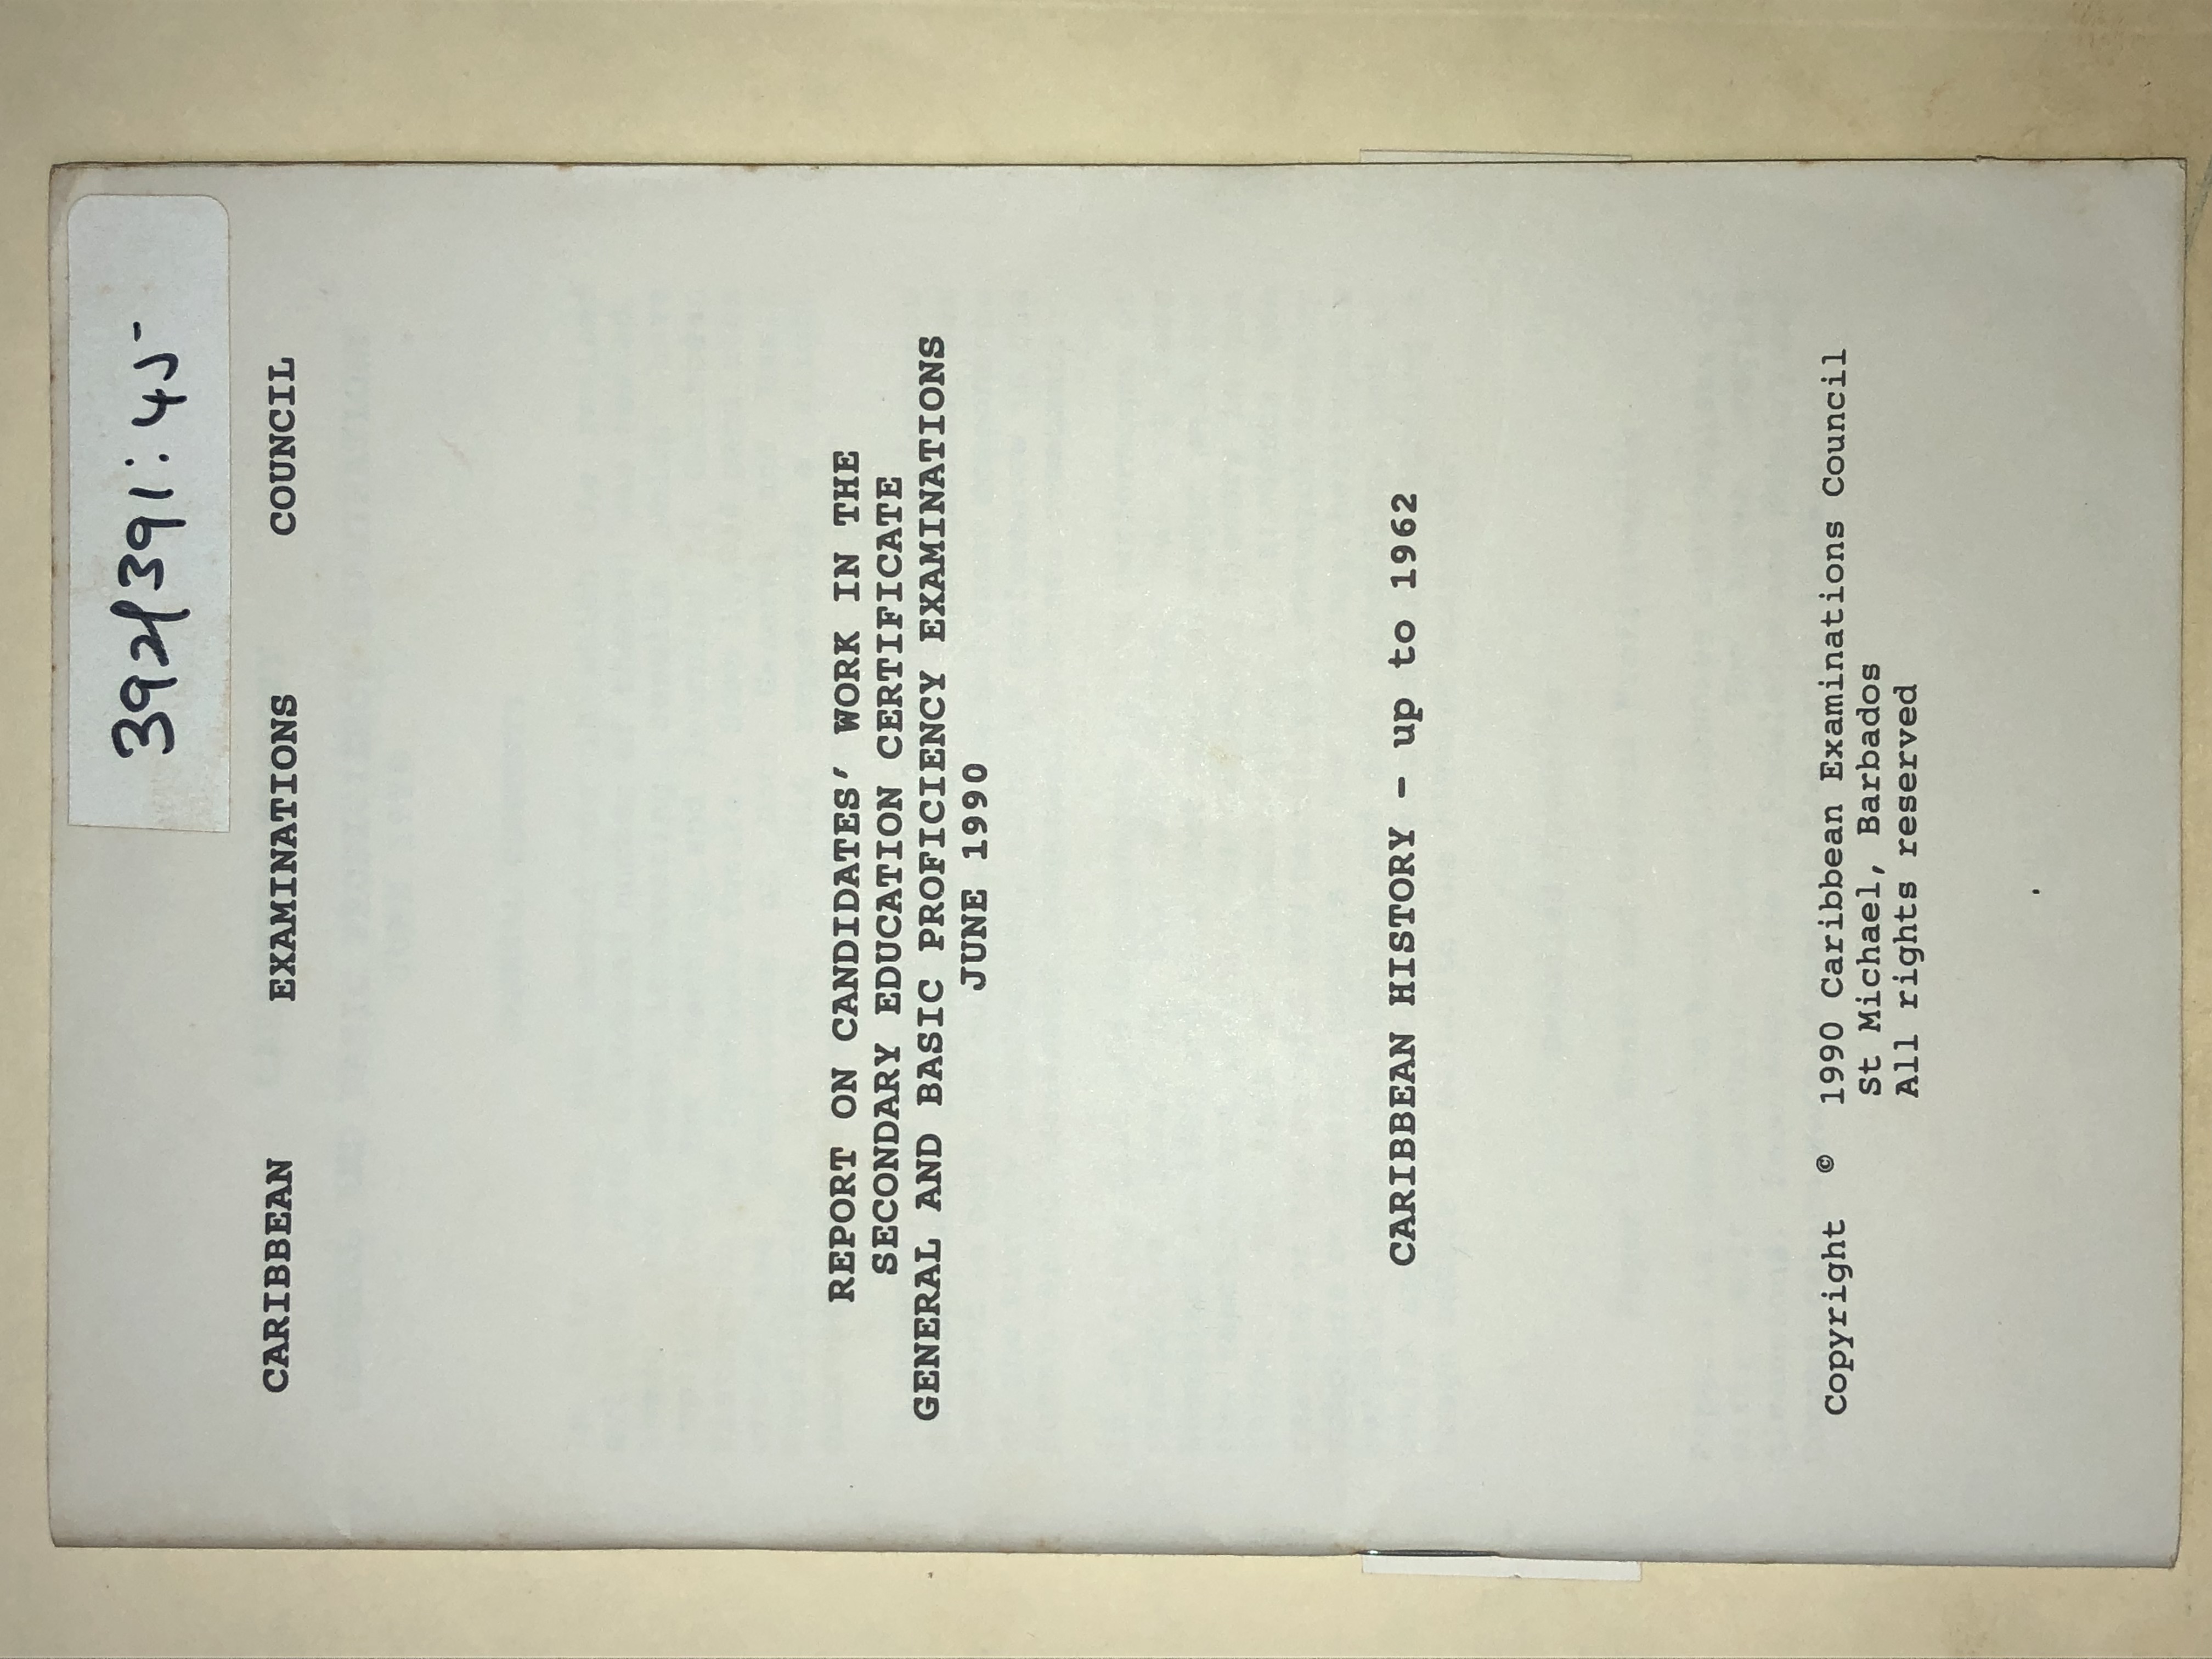 392/391:45
CARIBBEAN EXAMINATIONS COUNCIL
REPORT ON CANDIDATES' WORK IN THE
SECONDARY EDUCATION CERTIFICATE
GENERAL AND BASIC PROFICIENCY EXAMINATIONS
JUNE 1990
CARIBBEAN HISTORY - up to 1962
Copyright © 1990 Caribbean Examinations Council
St Michael, Barbados
All rights reserved